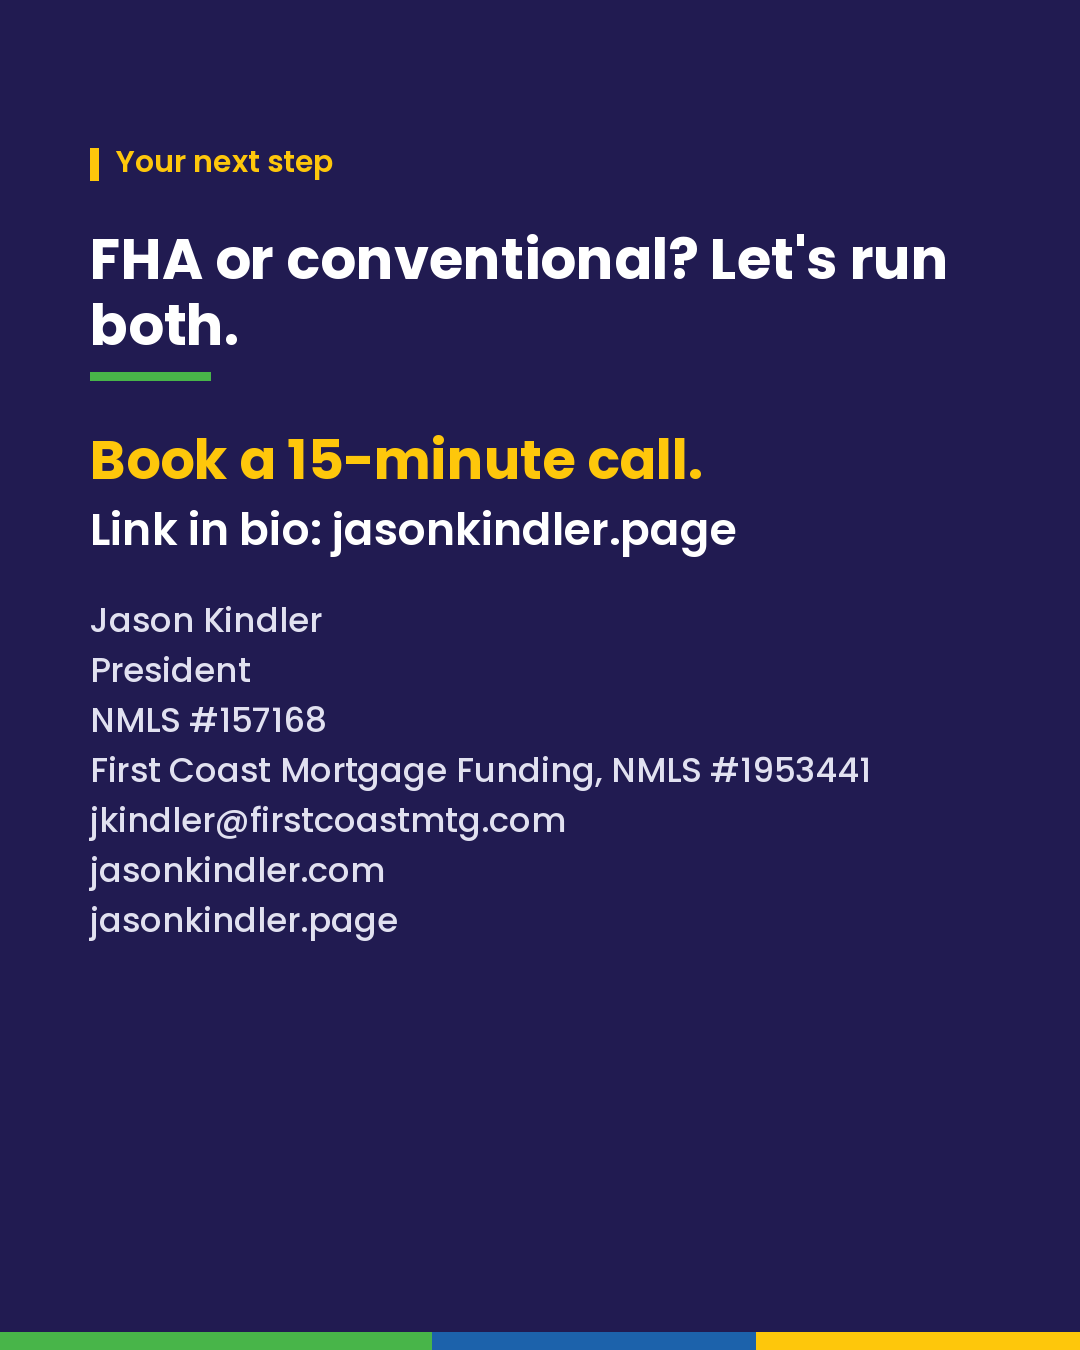 Your next step
FHA or conventional? Let's run
both.
Book a 15-minute call.
Link in bio: jasonkindler.page
Jason Kindler
President
NMLS #157168
First Coast Mortgage Funding, NMLS #1953441
jkindler@firstcoastmtg.com
jasonkindler.com
jasonkindler.page